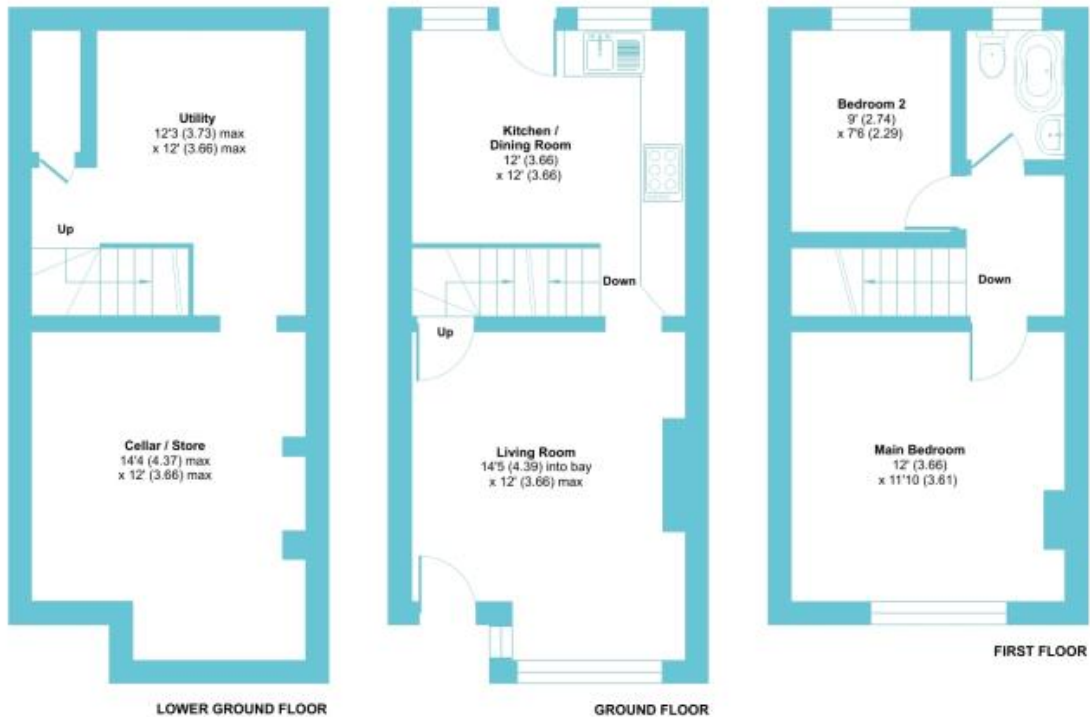 Utility
12'3 (3.73) max
x 12' (3.66) max
Up
Cellar / Store
14'4 (4.37) max
x 12' (3.66) max
LOWER GROUND FLOOR
Kitchen /
Dining Room
12' (3.66)
x 12' (3.66)
Down
Up
Living Room
14'5 (4.39) into bay
x 12' (3.66) max
GROUND FLOOR
Bedroom 2
9' (2.74)
x 7'6 (2.29)
Down
Main Bedroom
12' (3.66)
x 11'10 (3.61)
FIRST FLOOR